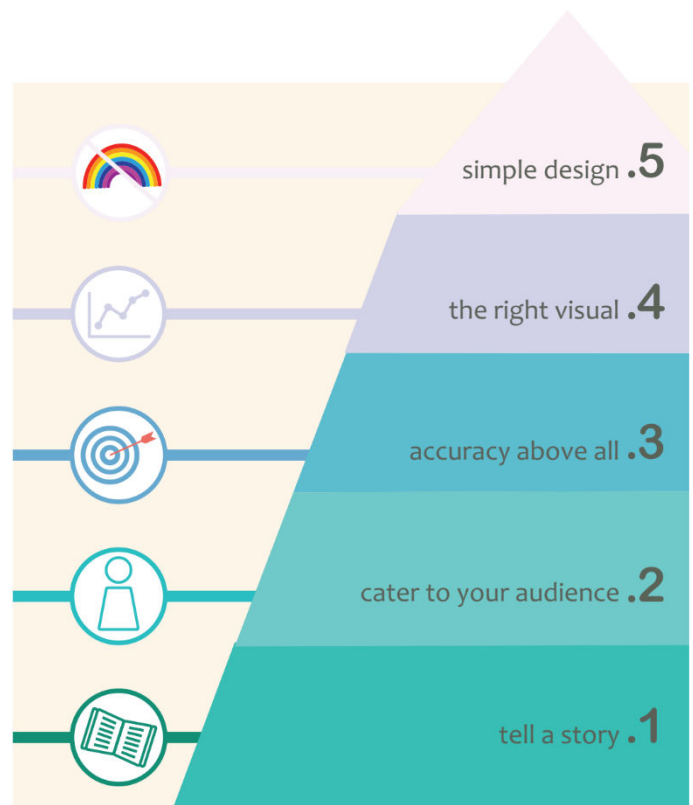 simple design .5
the right visual .4
accuracy above all .3
cater to your audience .2
tell a story .1